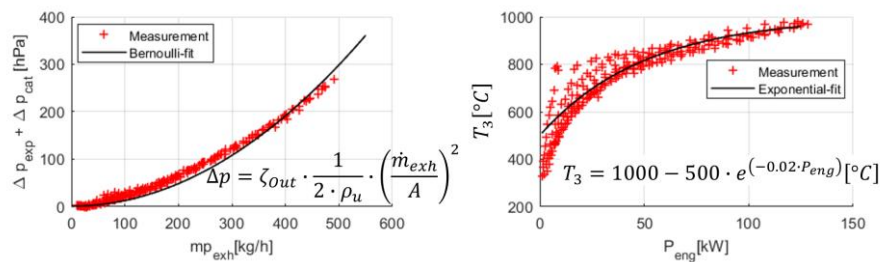 400
300
200
100
0
Δ p_exp + Δ p_cat [hPa]
Measurement
Bernoulli-fit
Δp = ζ_Out · 1/(2 · ρ_u) · (ṁ_exh/A)^2
0 100 200 300 400 500 600
mp_exh[kg/h]
1000
800
600
400
200
T_3[°C]
Measurement
Exponential-fit
T_3 = 1000 − 500 · e^(−0.02·P_eng)[°C]
0 50 100 150
P_eng[kW]